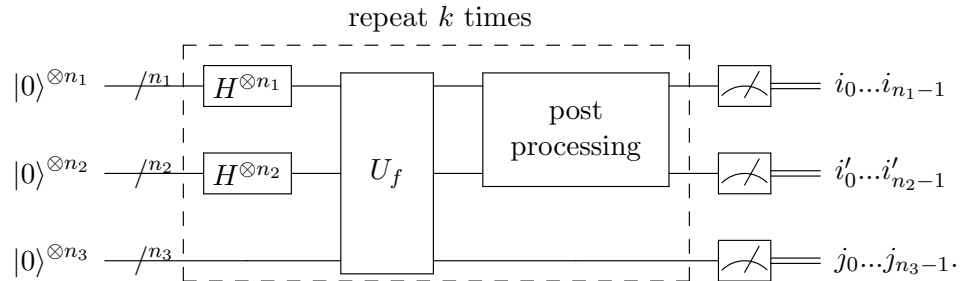 repeat k times
|0⟩^{⊗n_1} n_1 H^{⊗n_1} U_f post processing i_0...i_{n_1−1}
|0⟩^{⊗n_2} n_2 H^{⊗n_2} i'_0...i'_{n_2−1}
|0⟩^{⊗n_3} n_3 j_0...j_{n_3−1}.